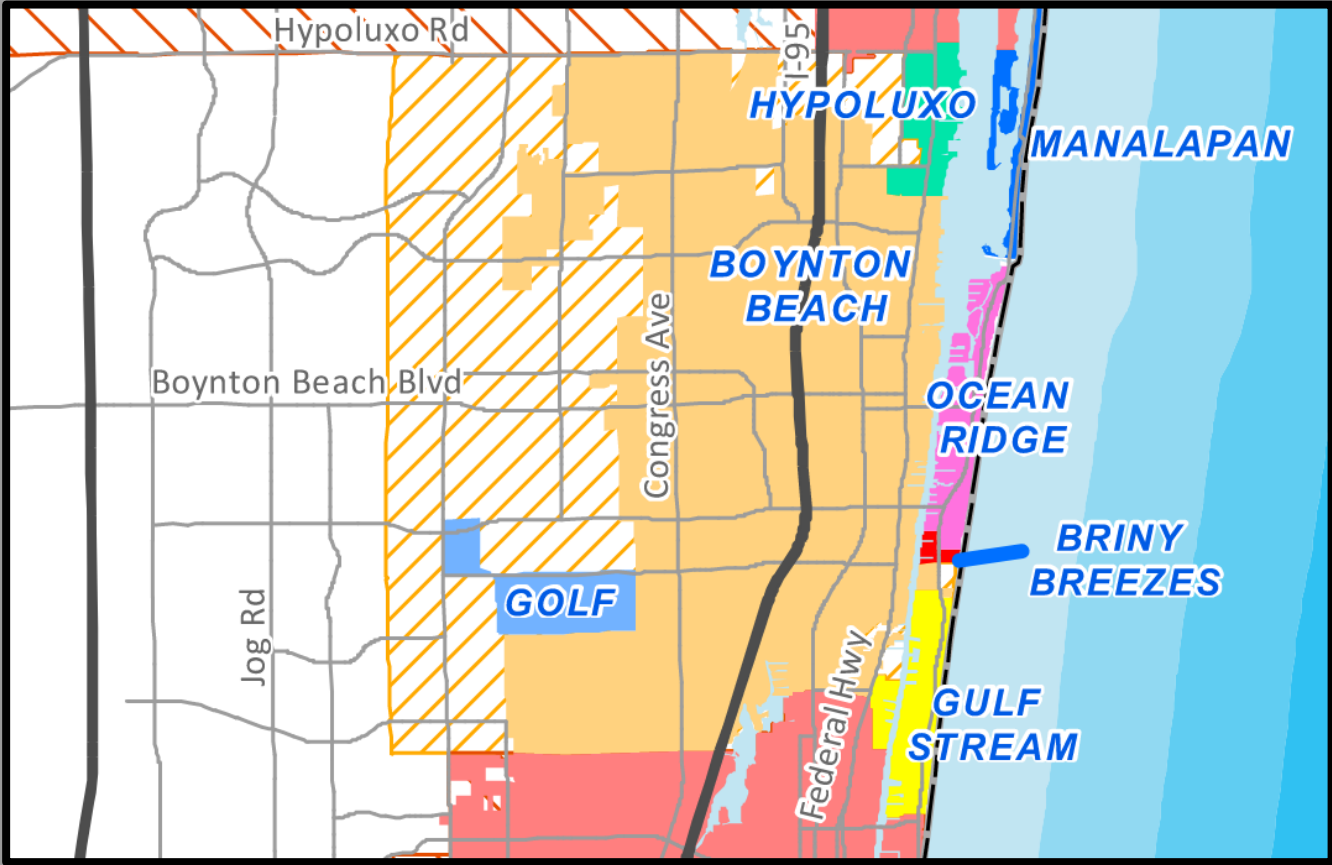 Hypoluxo Rd
I-95
HYPOLUXO
MANALAPAN
BOYNTON
BEACH
Congress Ave
Boynton Beach Blvd
OCEAN
RIDGE
BRINY
BREEZES
GOLF
Jog Rd
Federal Hwy
GULF
STREAM